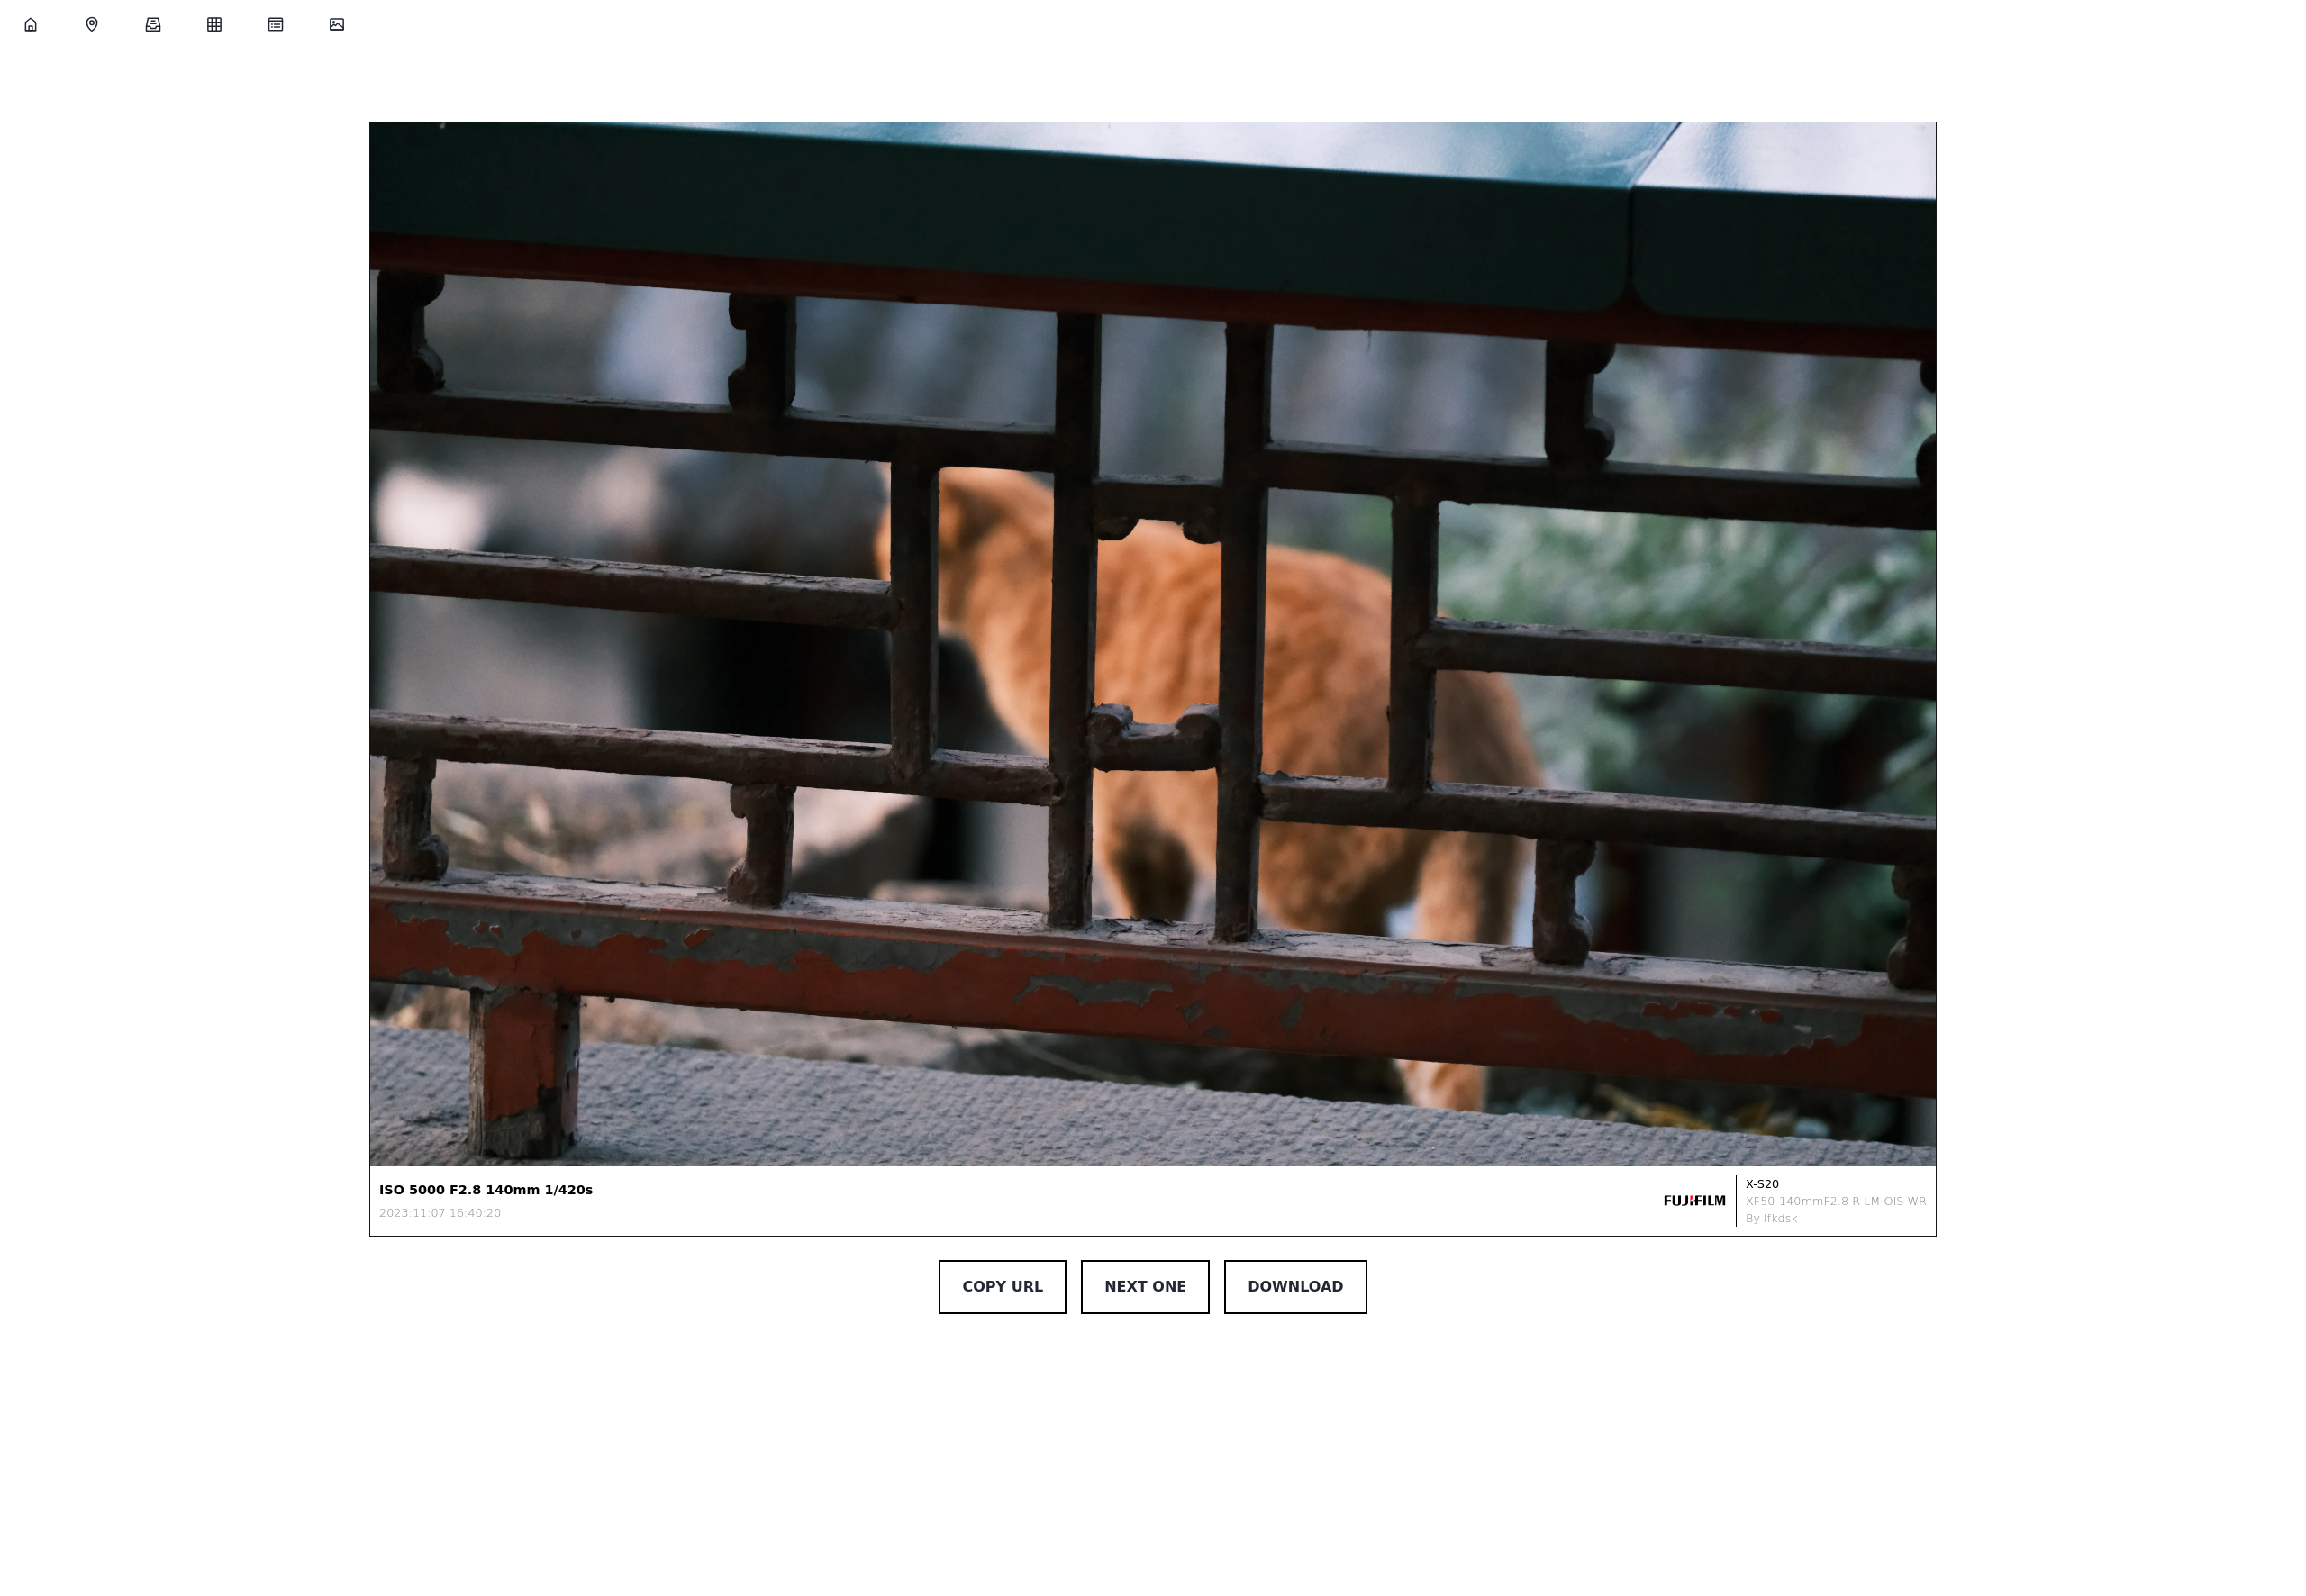 ISO 5000 F2.8 140mm 1/420s
2023:11:07 16:40:20
FUJIFILM
X-S20
XF50-140mmF2.8 R LM OIS WR
By lfkdsk
COPY URL
NEXT ONE
DOWNLOAD